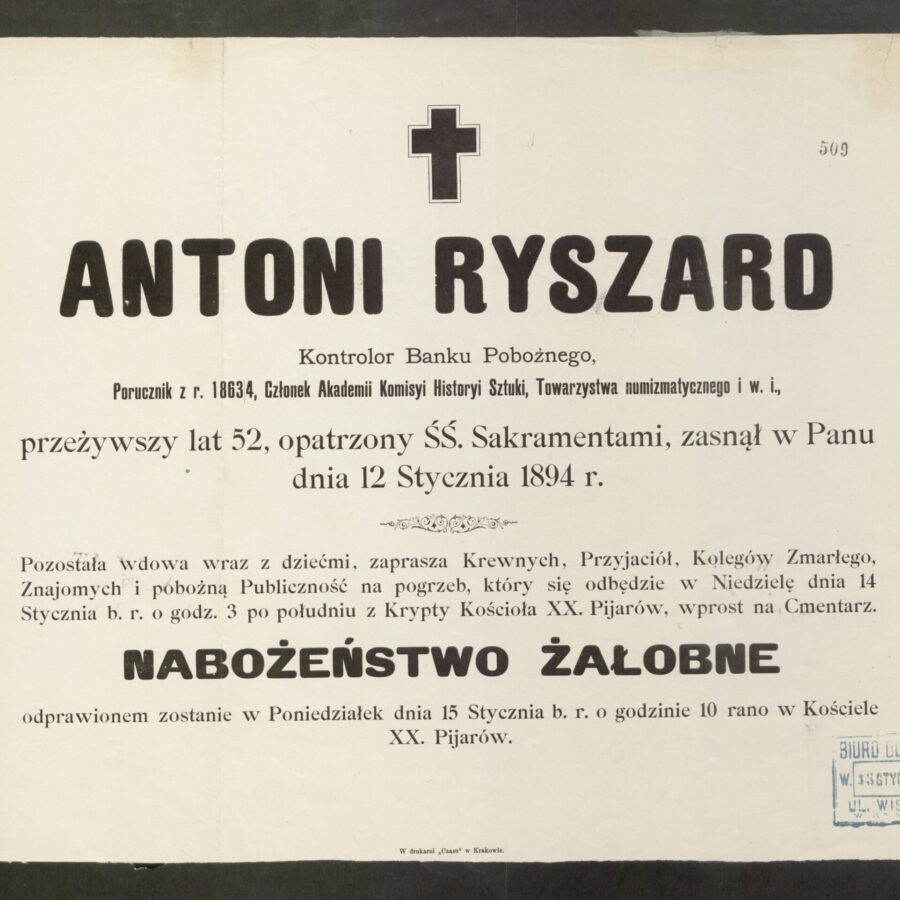 509
ANTONI RYSZARD
Kontrolor Banku Pobożnego,
Porucznik z r. 18634, Członek Akademii Komisyi Historyi Sztuki, Towarzystwa numizmatycznego i w. i.,
przeżywszy lat 52, opatrzony ŚŚ. Sakramentami, zasnął w Panu
dnia 12 Stycznia 1894 r.
Pozostała wdowa wraz z dziećmi, zaprasza Krewnych, Przyjaciół, Kolegów Zmarłego,
Znajomych i pobożną Publiczność na pogrzeb, który się odbędzie w Niedzielę dnia 14
Stycznia b. r. o godz. 3 po południu z Krypty Kościoła XX. Pijarów, wprost na Cmentarz.
NABOŻEŃSTWO ŻAŁOBNE
odprawionem zostanie w Poniedziałek dnia 15 Stycznia b. r. o godzinie 10 rano w Kościele
XX. Pijarów.
BIURO
W. 13 STYC
UL. WIS
W drukarni „Czasu” w Krakowie.